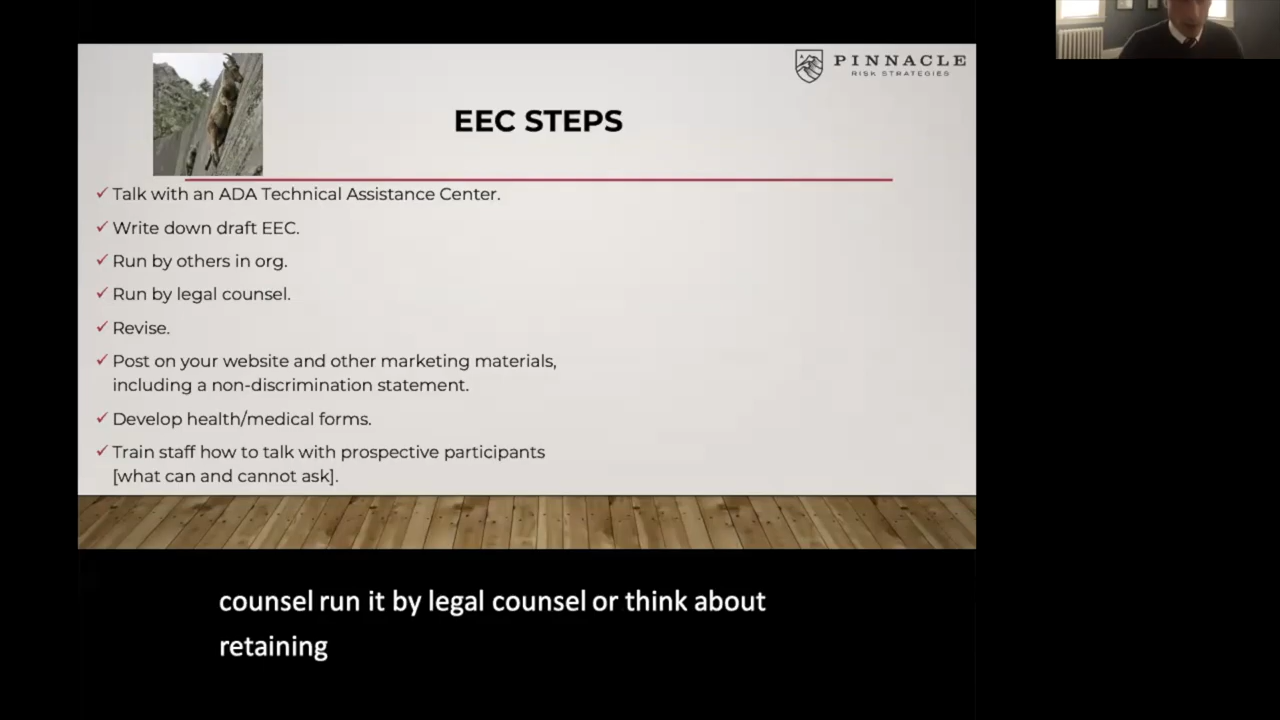 PINNACLE
RISK STRATEGIES
EEC STEPS
✓ Talk with an ADA Technical Assistance Center.
✓ Write down draft EEC.
✓ Run by others in org.
✓ Run by legal counsel.
✓ Revise.
✓ Post on your website and other marketing materials,
including a non-discrimination statement.
✓ Develop health/medical forms.
✓ Train staff how to talk with prospective participants
[what can and cannot ask].
counsel run it by legal counsel or think about
retaining